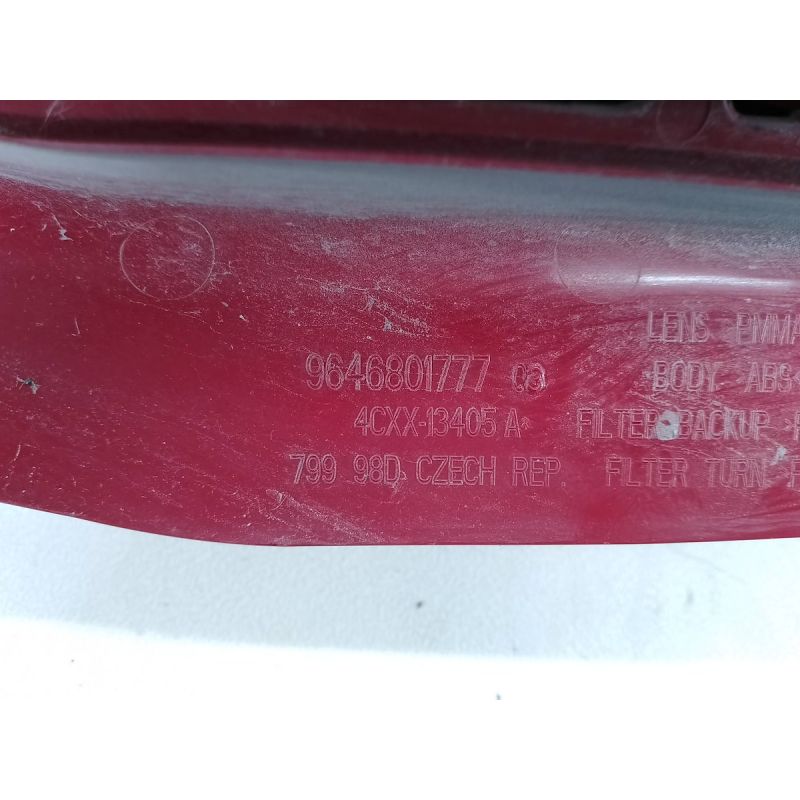 9646801777 03
4CXX-13405 A
799 98D CZECH REP.
LENS PMMA
BODY ABS
FILTER BACKUP
FILTER TURN